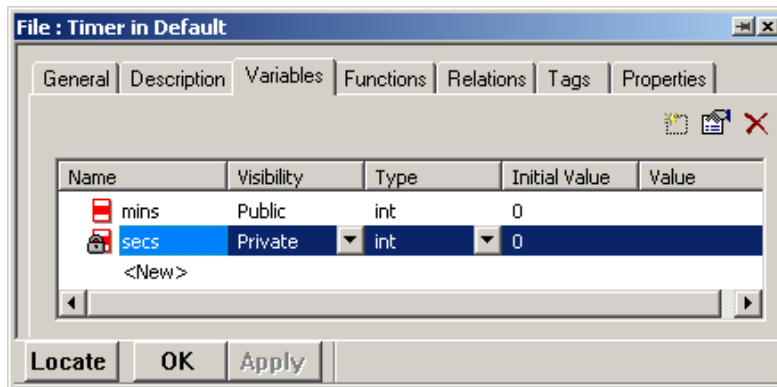 File : Timer in Default
General Description Variables Functions Relations Tags Properties
Name Visibility Type Initial Value Value
mins Public int 0
secs Private int 0
<New>
Locate OK Apply